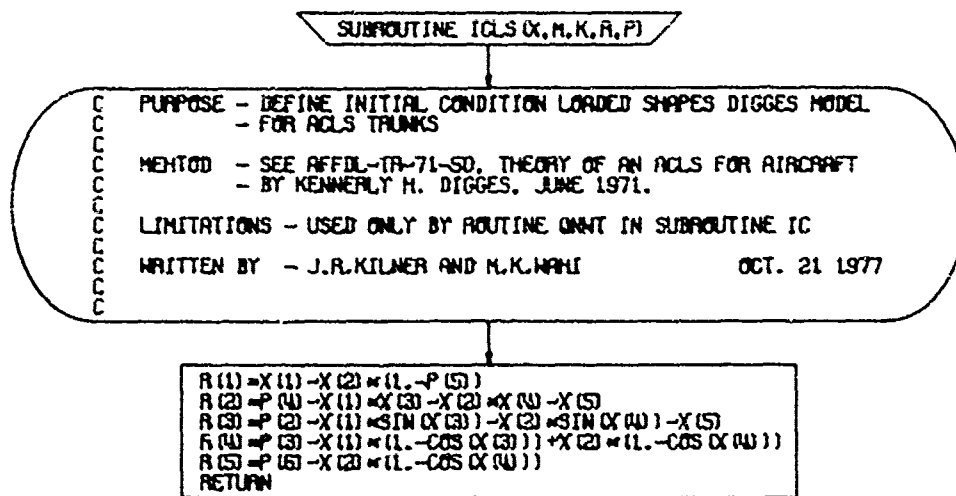 SUBROUTINE ICLS(X,M,K,R,P)
C PURPOSE - DEFINE INITIAL CONDITION LOADED SHAPES DIGGES MODEL
C - FOR ACLS TRUNKS
C
C MEHTOD - SEE AFFDL-TR-71-50, THEORY OF AN ACLS FOR AIRCRAFT
C - BY KENNERLY H. DIGGES, JUNE 1971.
C
C LIMITATIONS - USED ONLY BY ROUTINE QNWT IN SUBROUTINE IC
C
C WRITTEN BY - J.R.KILNER AND M.K.WAHI OCT. 21 1977
C
C
R(1)=X(1)-X(2)*(1.-P(5))
R(2)=P(4)-X(1)*X(3)-X(2)*X(4)-X(5)
R(3)=P(2)-X(1)*SIN(X(3))-X(2)*SIN(X(4))-X(5)
R(4)=P(3)-X(1)*(1.-COS(X(3)))+X(2)*(1.-COS(X(4)))
R(5)=P(6)-X(2)*(1.-COS(X(4)))
RETURN